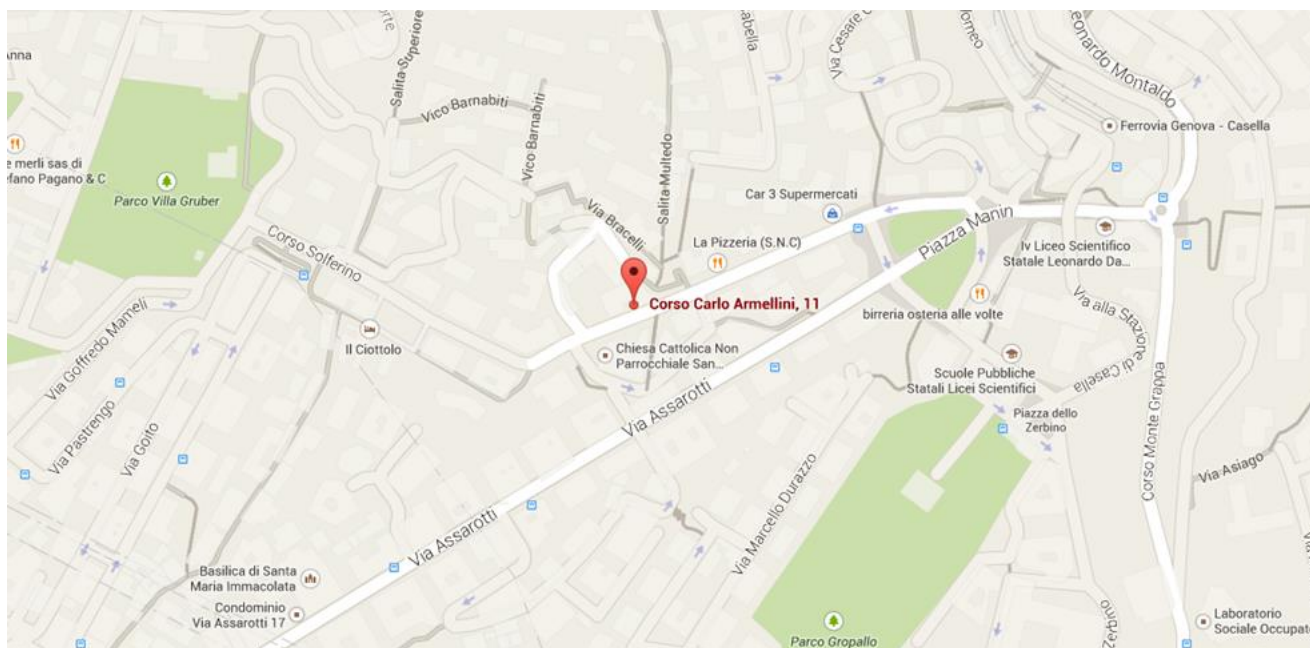 Anna
e merli sas di
efano Pagano & C
Parco Villa Gruber
Salita Superiore
Vico Barnabiti
Vico Barnabiti
Via Bracelli
Salita Multedo
abella
Via Cesare
Torneo
Leonardo Montaldo
Ferrovia Genova - Casella
Car 3 Supermercati
La Pizzeria (S.N.C)
Piazza Manin
Iv Liceo Scientifico
Statale Leonardo Da...
Corso Solferino
Corso Carlo Armellini, 11
birreria osteria alle volte
Via alla Stazione di Casella
Via Goffredo Mameli
Il Ciottolo
Chiesa Cattolica Non
Parrocchiale San...
Scuole Pubbliche
Statali Licei Scientifici
Via Assarotti
Piazza dello
Zerbino
Corso Monte Grappa
Via Pastrengo
Via Goito
Via Asiago
Via Marcello Durazzo
Via Assarotti
Basilica di Santa
Maria Immacolata
Condominio
Via Assarotti 17
Parco Gropallo
Zerbino
Laboratorio
Sociale Occupat